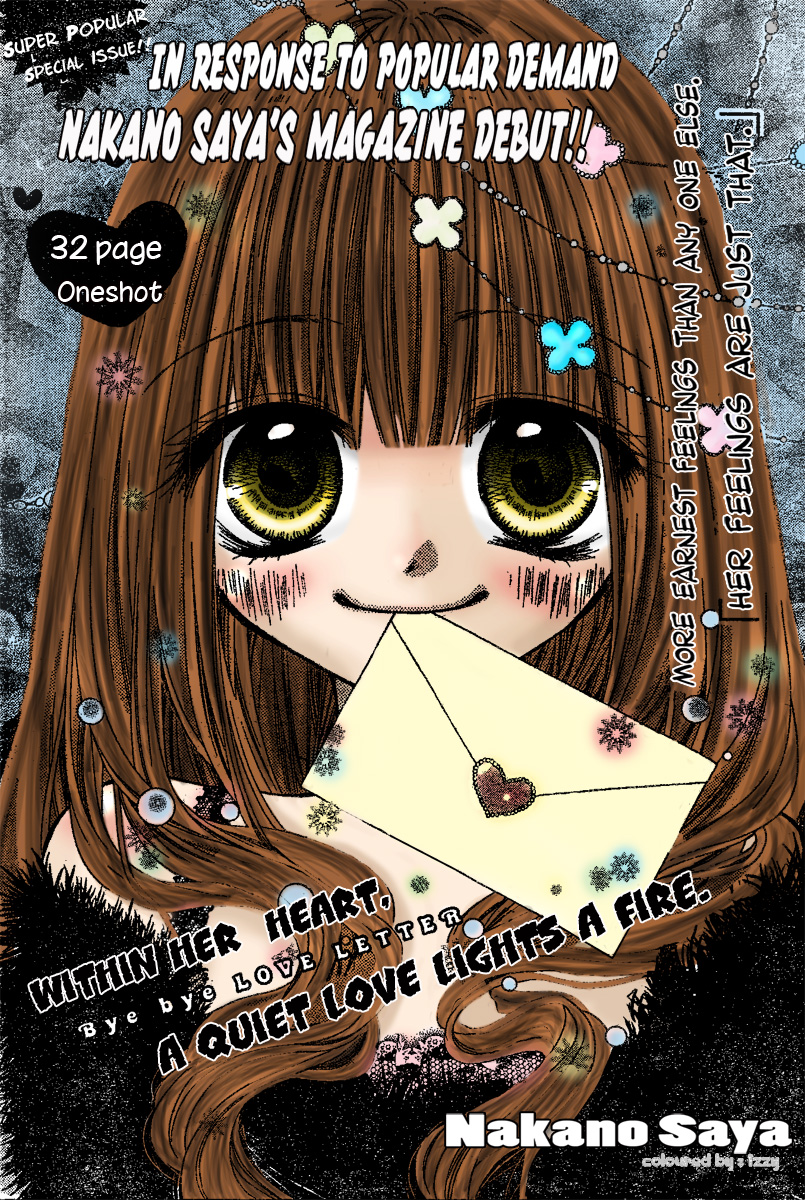 Super Popular
Special Issue!!
IN RESPONSE TO POPULAR DEMAND
NAKANO SAYA'S MAGAZINE DEBUT!!
32 page
Oneshot
「HER FEELINGS ARE JUST THAT.」
MORE EARNEST FEELINGS THAN ANY ONE ELSE.
WITHIN HER HEART,
Bye bye LOVE LETTER
A QUIET LOVE LIGHTS A FIRE.
Nakano Saya
coloured by : Izzy